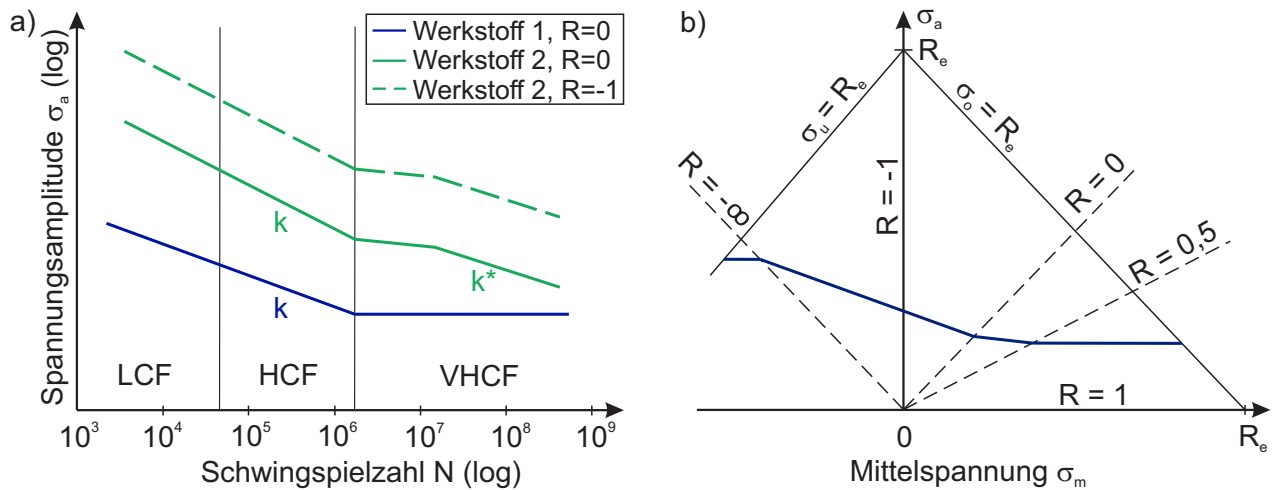 a)
Spannungsamplitude σₐ (log)
Werkstoff 1, R=0
Werkstoff 2, R=0
Werkstoff 2, R=-1
k
k*
k
LCF
HCF
VHCF
10³ 10⁴ 10⁵ 10⁶ 10⁷ 10⁸ 10⁹
Schwingspielzahl N (log)
b)
σₐ
Rₑ
σᵤ = Rₑ
σₒ = Rₑ
R = -∞
R = -1
R = 0
R = 0,5
R = 1
0
Rₑ
Mittelspannung σₘ